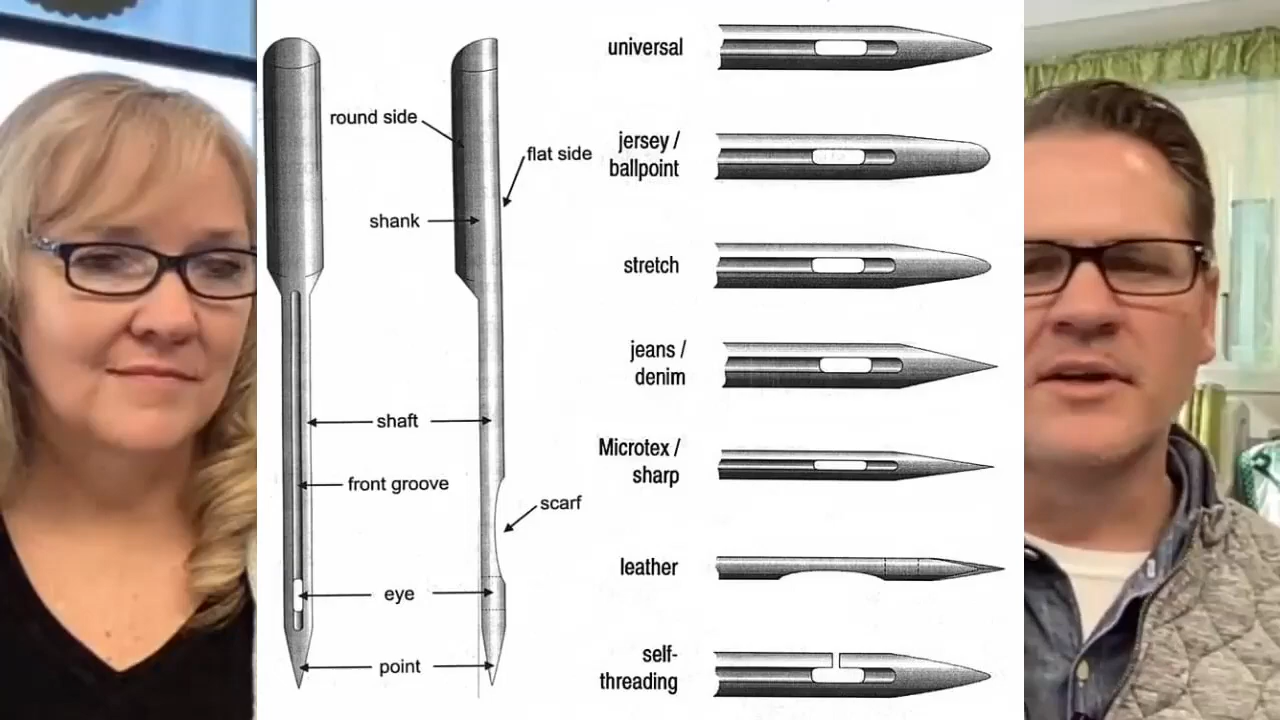 round side
flat side
shank
shaft
front groove
scarf
eye
point
universal
jersey /
ballpoint
stretch
jeans /
denim
Microtex /
sharp
leather
self-
threading